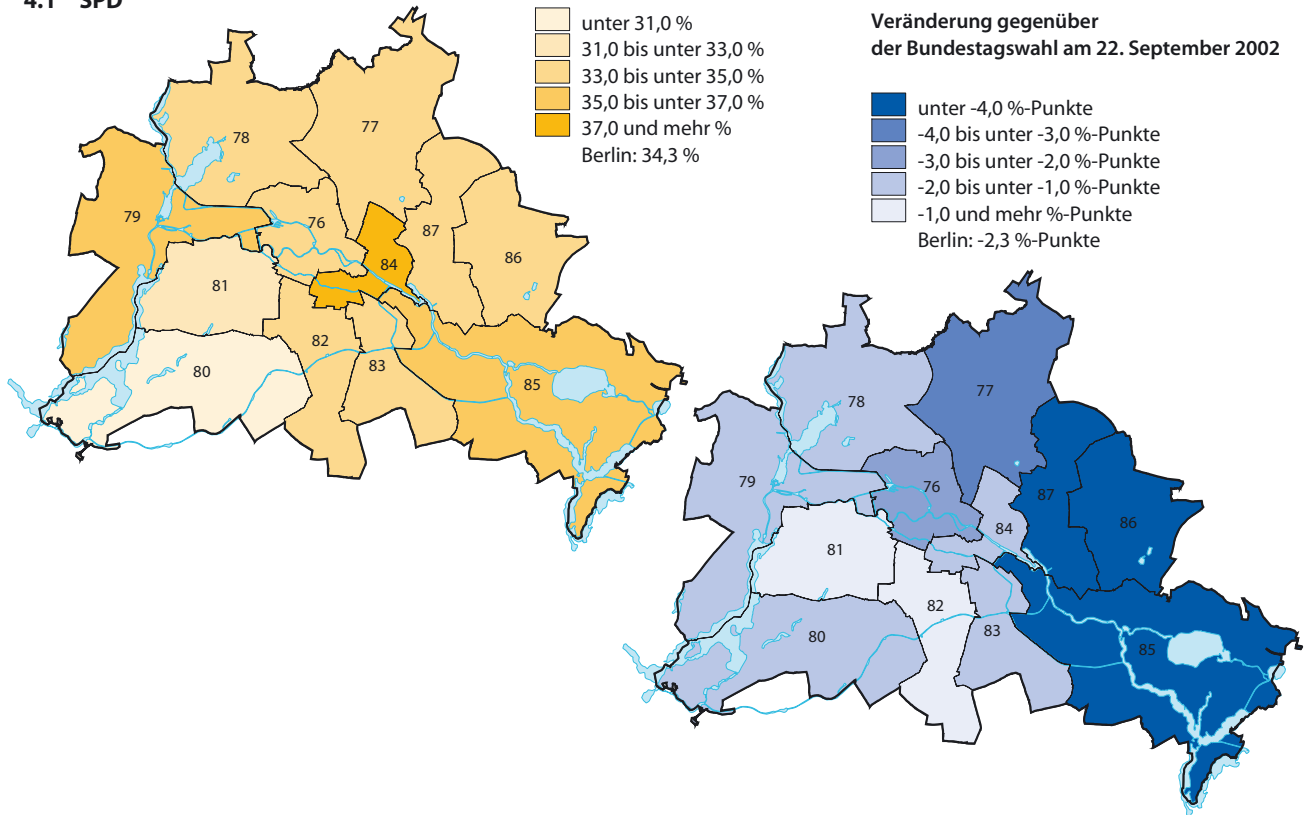 4.1 SPD
unter 31,0 %
31,0 bis unter 33,0 %
33,0 bis unter 35,0 %
35,0 bis unter 37,0 %
37,0 und mehr %
Berlin: 34,3 %
78
77
79
76
87
84
86
81
82
83
80
85
Veränderung gegenüber
der Bundestagswahl am 22. September 2002
unter -4,0 %-Punkte
-4,0 bis unter -3,0 %-Punkte
-3,0 bis unter -2,0 %-Punkte
-2,0 bis unter -1,0 %-Punkte
-1,0 und mehr %-Punkte
Berlin: -2,3 %-Punkte
77
78
79
76
87
84
86
81
82
83
80
85